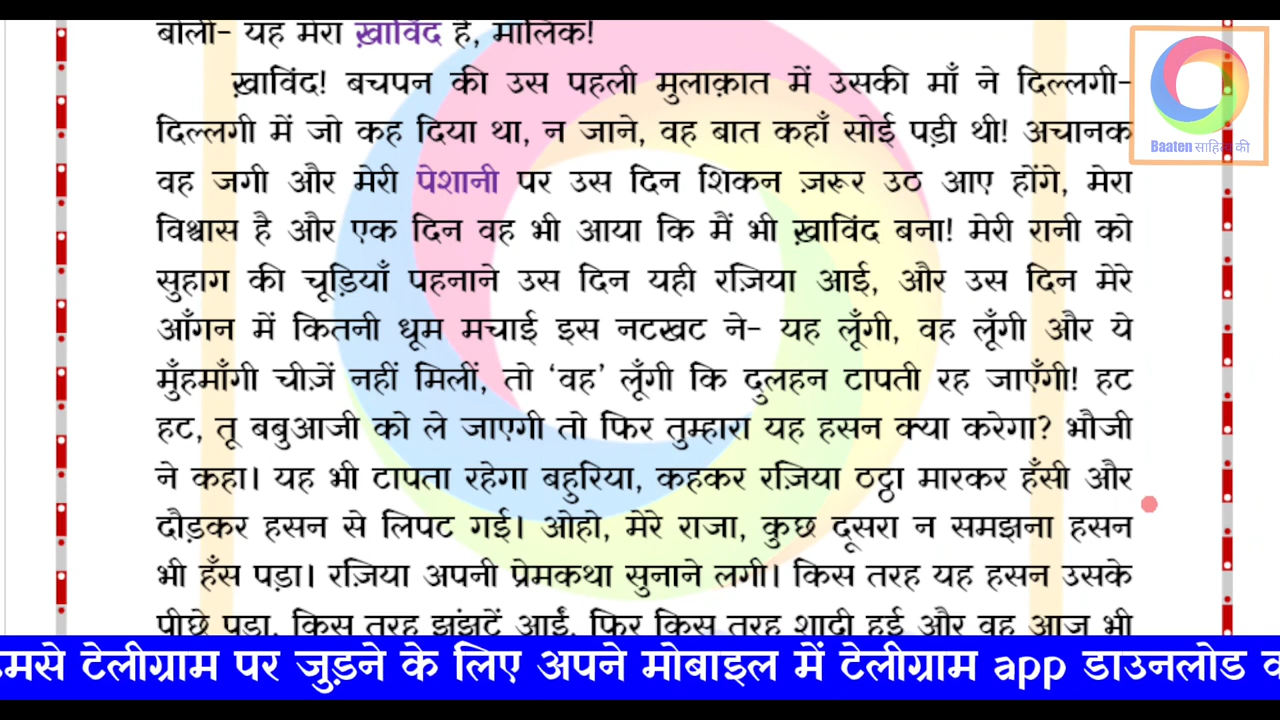 बोली- यह मेरा ख़ाविंद है, मालिक!
ख़ाविंद! बचपन की उस पहली मुलाक़ात में उसकी माँ ने दिल्लगी-
दिल्लगी में जो कह दिया था, न जाने, वह बात कहाँ सोई पड़ी थी! अचानक
वह जगी और मेरी पेशानी पर उस दिन शिकन ज़रूर उठ आए होंगे, मेरा
विश्वास है और एक दिन वह भी आया कि मैं भी ख़ाविंद बना! मेरी रानी को
सुहाग की चूड़ियाँ पहनाने उस दिन यही रज़िया आई, और उस दिन मेरे
आँगन में कितनी धूम मचाई इस नटखट ने- यह लूँगी, वह लूँगी और ये
मुँहमाँगी चीज़ें नहीं मिलीं, तो ‘वह’ लूँगी कि दुलहन टापती रह जाएँगी! हट
हट, तू बबुआजी को ले जाएगी तो फिर तुम्हारा यह हसन क्या करेगा? भौजी
ने कहा। यह भी टापता रहेगा बहुरिया, कहकर रज़िया ठट्ठा मारकर हँसी और
दौड़कर हसन से लिपट गई। ओहो, मेरे राजा, कुछ दूसरा न समझना हसन
भी हँस पड़ा। रज़िया अपनी प्रेमकथा सुनाने लगी। किस तरह यह हसन उसके
पीछे पड़ा, किस तरह झंझटें आईं, फिर किस तरह शादी हुई और वह आज भी
Baaten साहित्य की
हमसे टेलीग्राम पर जुड़ने के लिए अपने मोबाइल में टेलीग्राम app डाउनलोड